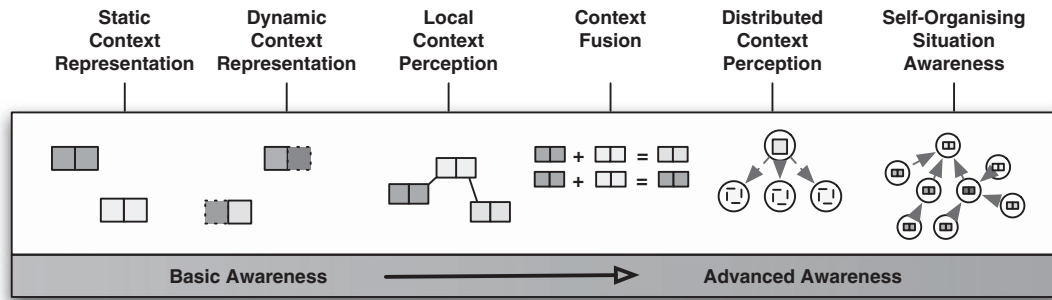 Static
Context
Representation
Dynamic
Context
Representation
Local
Context
Perception
Context
Fusion
Distributed
Context
Perception
Self-Organising
Situation
Awareness
+ =
+ =
Basic Awareness
Advanced Awareness